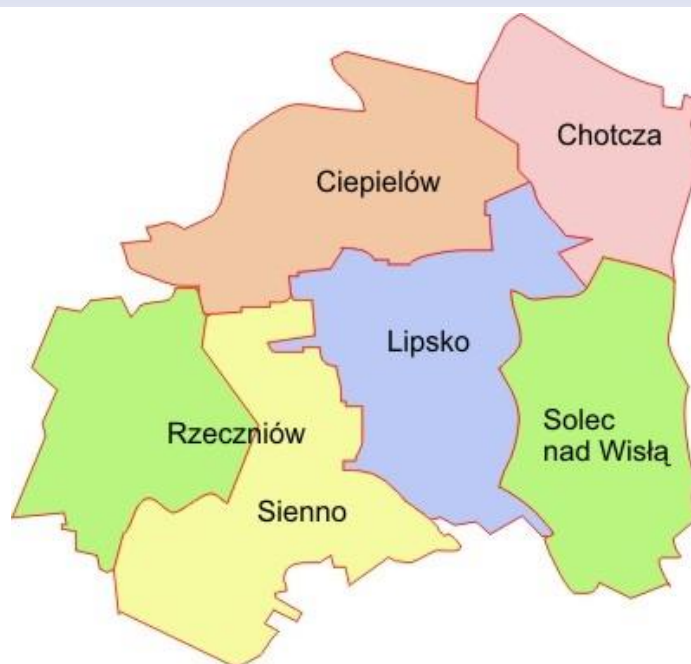 Chotcza
Ciepielów
Lipsko
Rzeczniów
Solec
nad Wisłą
Sienno